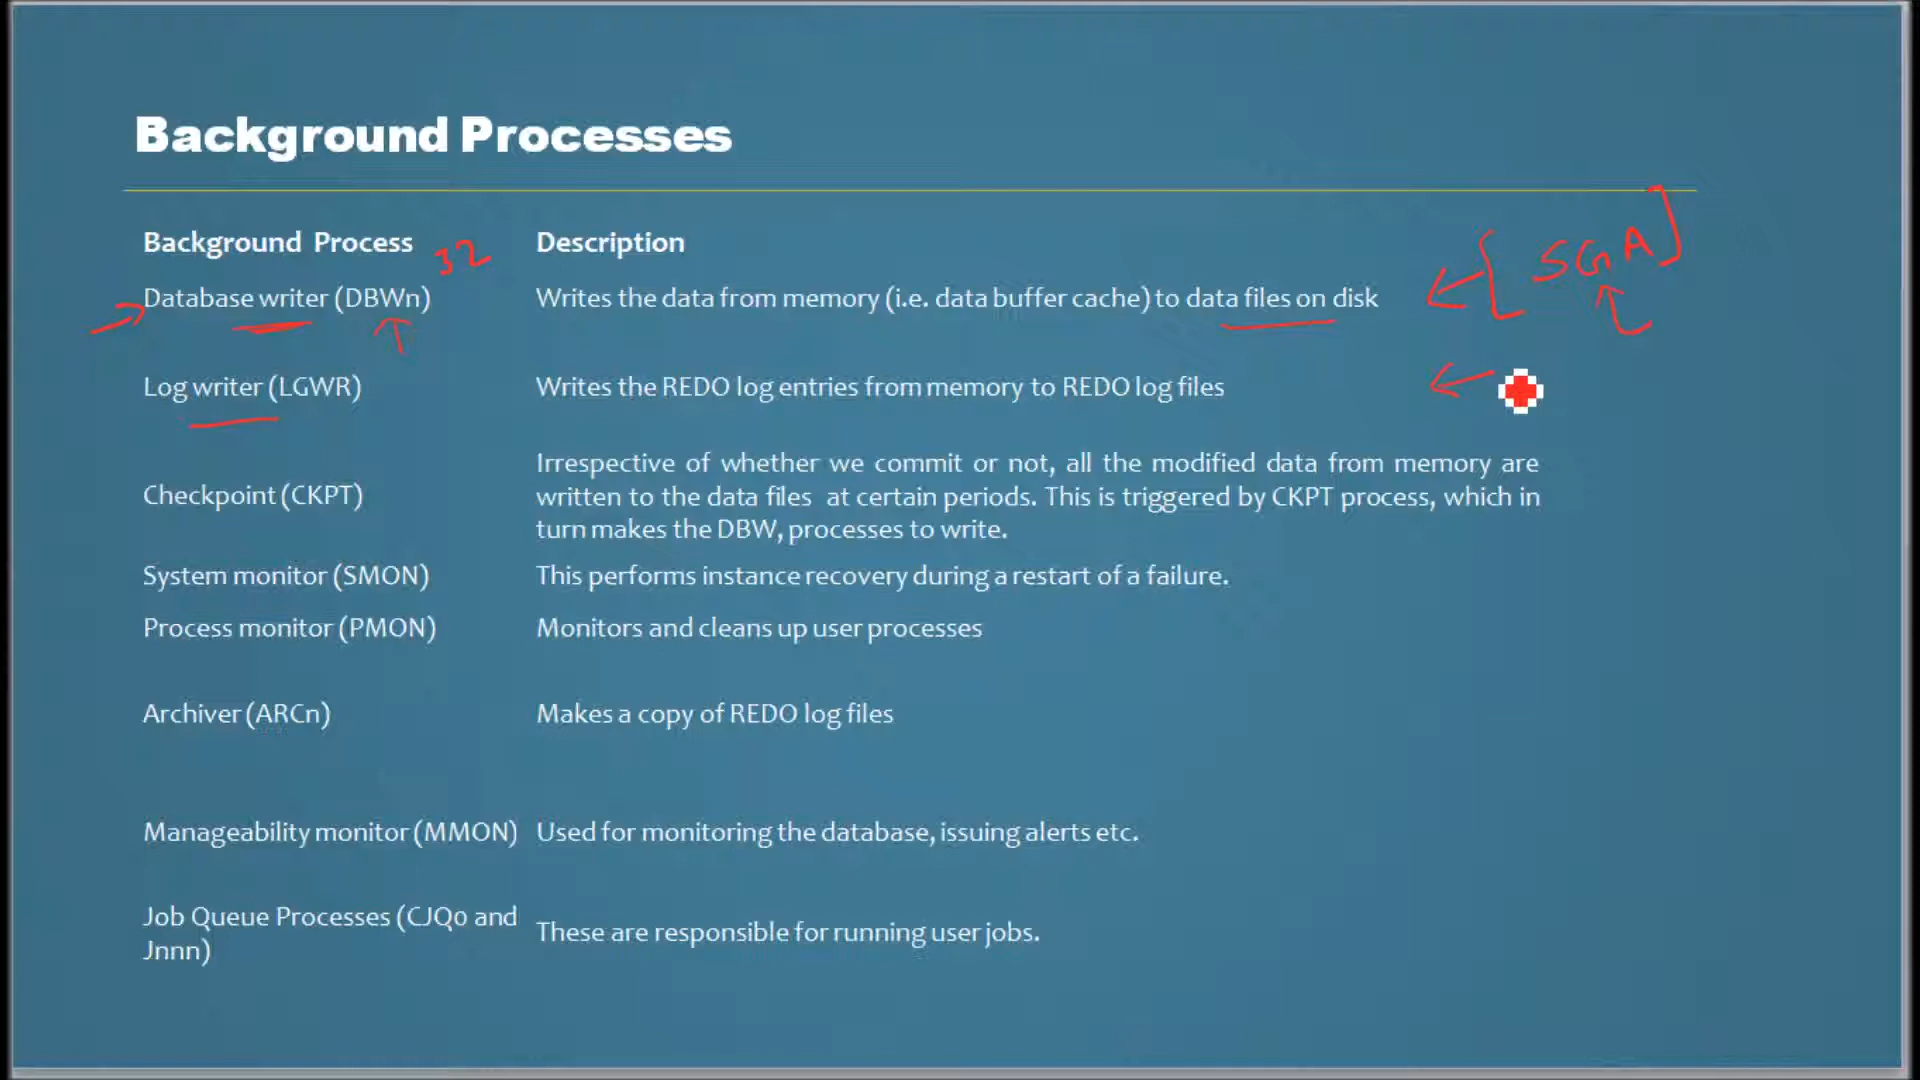 Background Processes
Background Process Description
32
SGA
Database writer (DBWn) Writes the data from memory (i.e. data buffer cache) to data files on disk
Log writer (LGWR) Writes the REDO log entries from memory to REDO log files
Checkpoint (CKPT) Irrespective of whether we commit or not, all the modified data from memory are
written to the data files at certain periods. This is triggered by CKPT process, which in
turn makes the DBW, processes to write.
System monitor (SMON) This performs instance recovery during a restart of a failure.
Process monitor (PMON) Monitors and cleans up user processes
Archiver (ARCn) Makes a copy of REDO log files
Manageability monitor (MMON) Used for monitoring the database, issuing alerts etc.
Job Queue Processes (CJQ0 and
Jnnn) These are responsible for running user jobs.